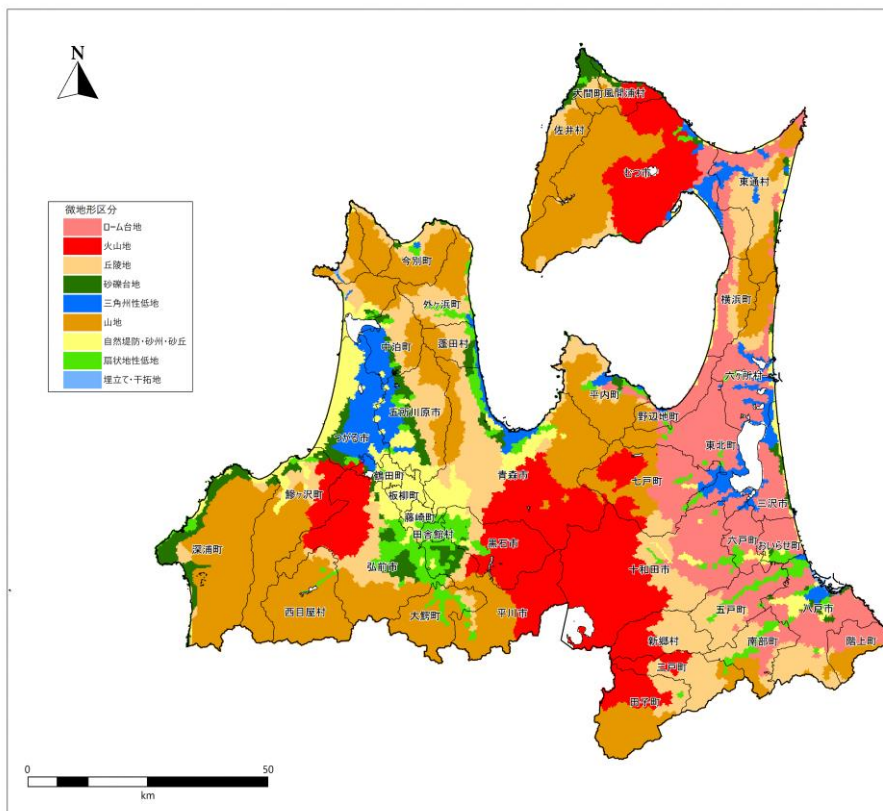 N
大間町
風間浦村
佐井村
むつ市
東通村
微地形区分
ローム台地
火山地
丘陵地
砂礫台地
三角州性低地
山地
自然堤防・砂州・砂丘
扇状地性低地
埋立て・干拓地
今別町
外ヶ浜町
横浜町
中泊町
蓬田村
六ヶ所村
平内町
野辺地町
五所川原市
つがる市
東北町
青森市
鶴田町
七戸町
鰺ヶ沢町
板柳町
三沢市
藤崎町
田舎館村
黒石市
六戸町
おいらせ町
深浦町
弘前市
十和田市
西目屋村
大鰐町
平川市
五戸町
八戸市
新郷村
南部町
階上町
三戸町
田子町
0
50
km